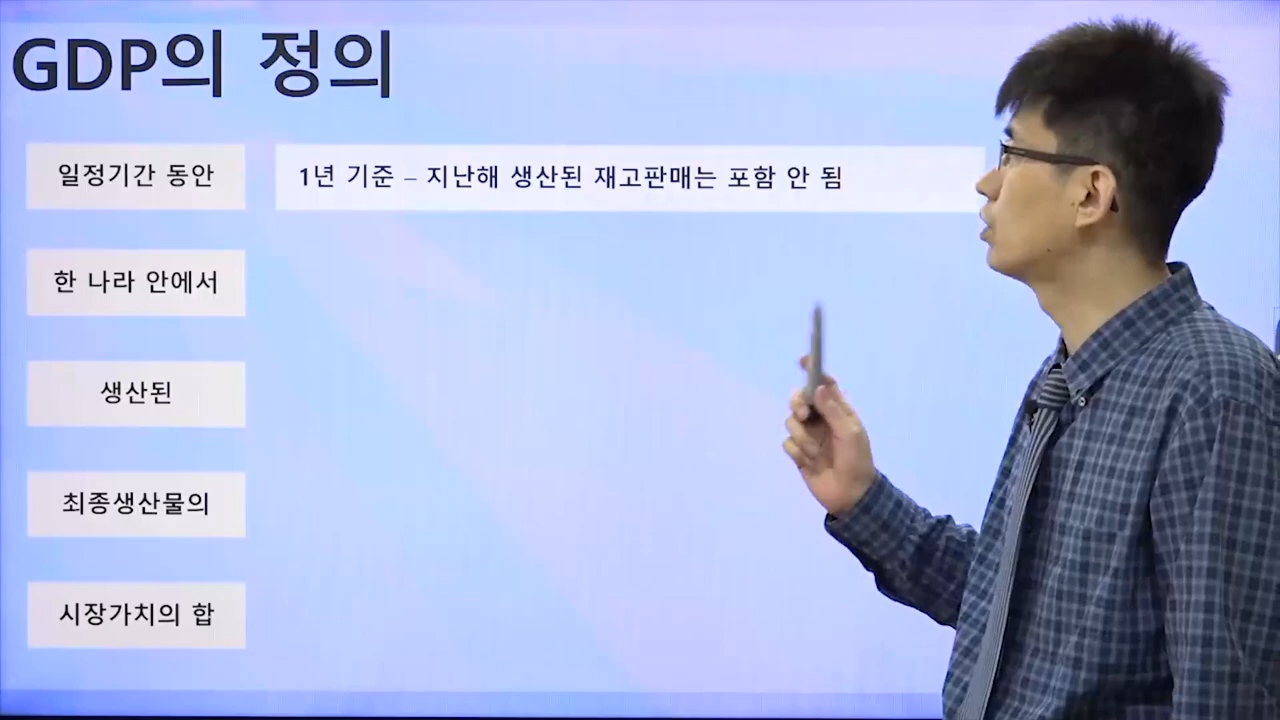 GDP의 정의
일정기간 동안
1년 기준 – 지난해 생산된 재고판매는 포함 안 됨
한 나라 안에서
생산된
최종생산물의
시장가치의 합